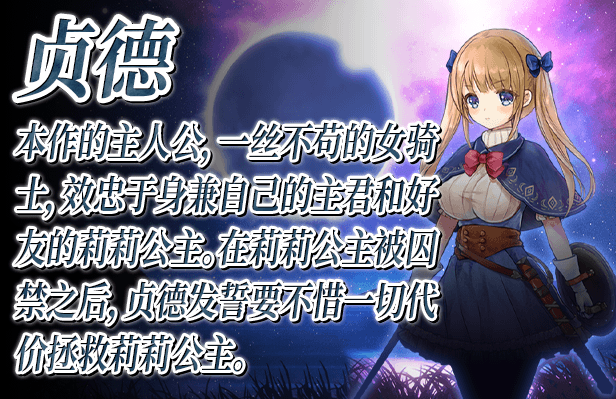 贞德
本作的主人公，一丝不苟的女骑
士，效忠于身兼自己的主君和好
友的莉莉公主。在莉莉公主被囚
禁之后，贞德发誓要不惜一切代
价拯救莉莉公主。